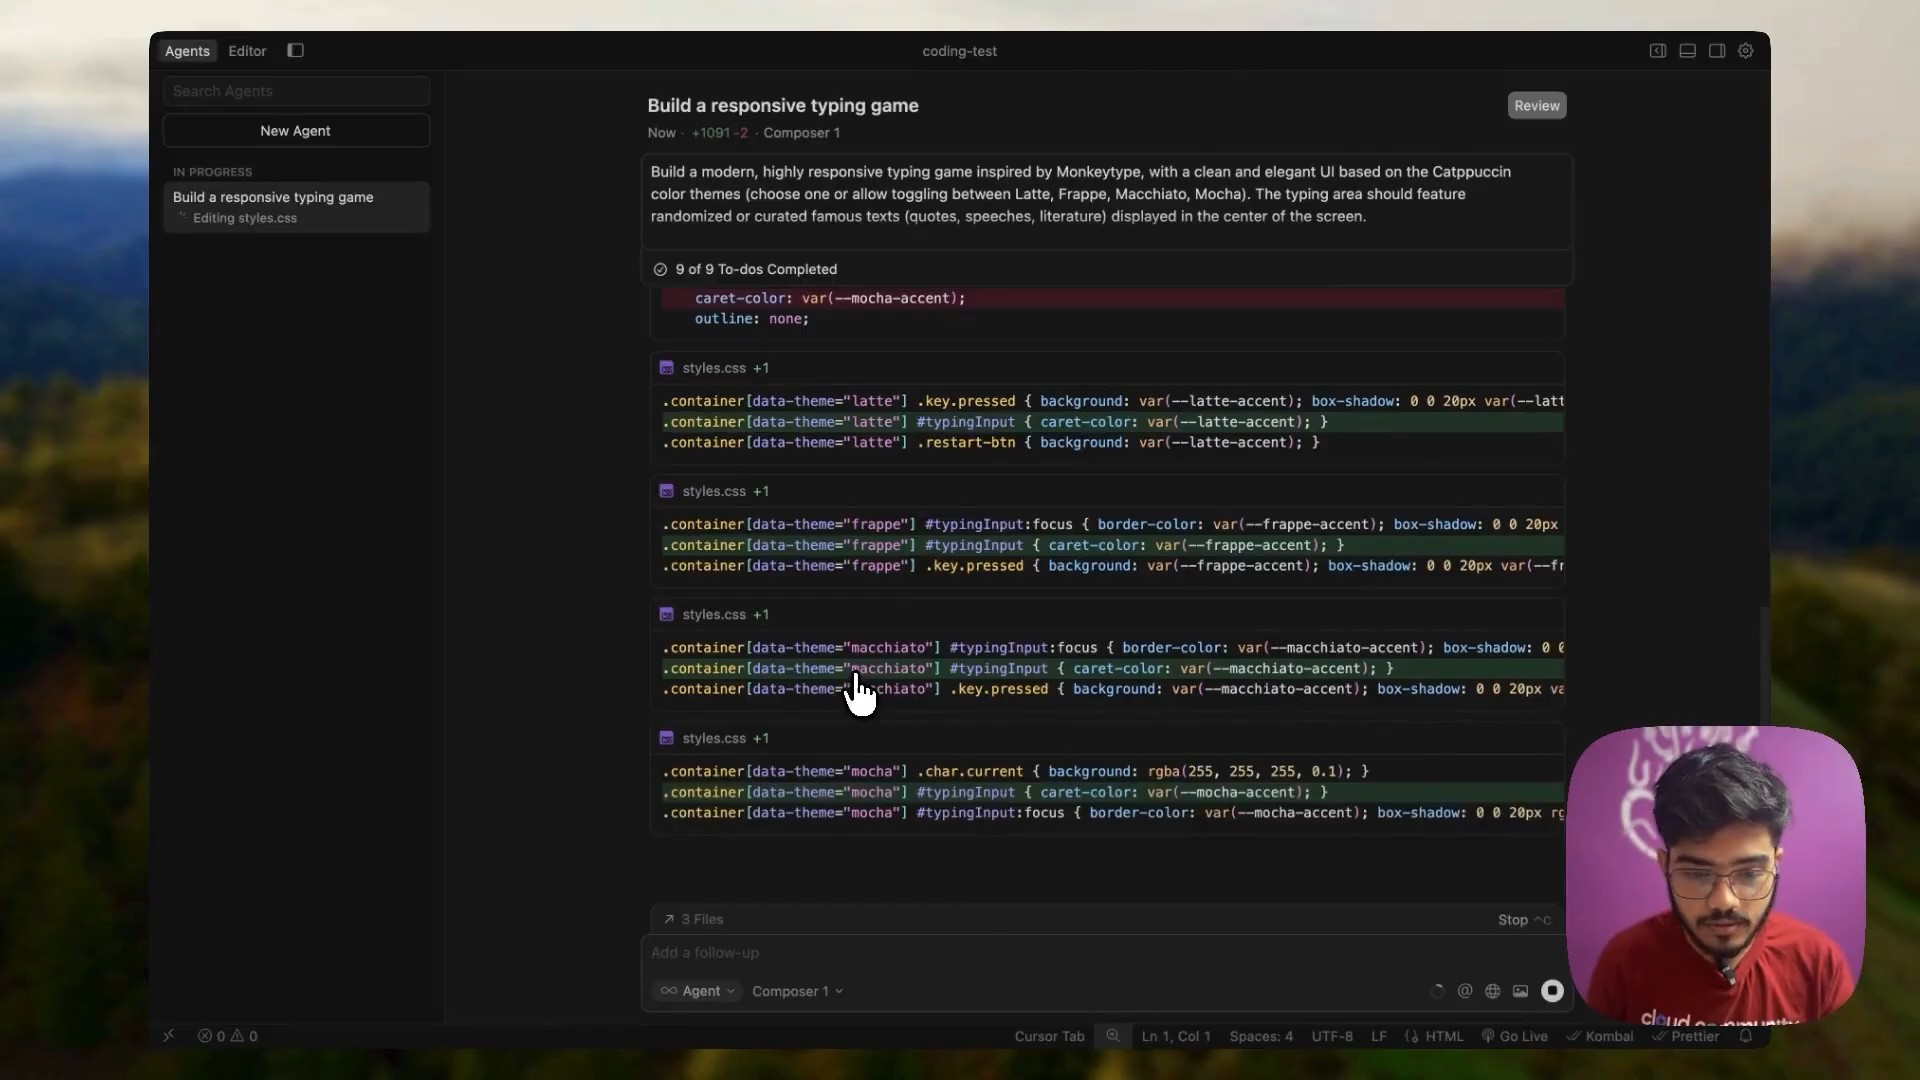 Agents Editor coding-test
Search Agents
New Agent
IN PROGRESS
Build a responsive typing game
Editing styles.css
Build a responsive typing game
Review
Now · +1091 -2 · Composer 1
Build a modern, highly responsive typing game inspired by Monkeytype, with a clean and elegant UI based on the Catppuccin
color themes (choose one or allow toggling between Latte, Frappe, Macchiato, Mocha). The typing area should feature
randomized or curated famous texts (quotes, speeches, literature) displayed in the center of the screen.
9 of 9 To-dos Completed
caret-color: var(--mocha-accent);
outline: none;
styles.css +1
.container[data-theme="latte"] .key.pressed { background: var(--latte-accent); box-shadow: 0 0 20px var(--latt
.container[data-theme="latte"] #typingInput { caret-color: var(--latte-accent); }
.container[data-theme="latte"] .restart-btn { background: var(--latte-accent); }
styles.css +1
.container[data-theme="frappe"] #typingInput:focus { border-color: var(--frappe-accent); box-shadow: 0 0 20px
.container[data-theme="frappe"] #typingInput { caret-color: var(--frappe-accent); }
.container[data-theme="frappe"] .key.pressed { background: var(--frappe-accent); box-shadow: 0 0 20px var(--fr
styles.css +1
.container[data-theme="macchiato"] #typingInput:focus { border-color: var(--macchiato-accent); box-shadow: 0 0
.container[data-theme="macchiato"] #typingInput { caret-color: var(--macchiato-accent); }
.container[data-theme="macchiato"] .key.pressed { background: var(--macchiato-accent); box-shadow: 0 0 20px va
styles.css +1
.container[data-theme="mocha"] .char.current { background: rgba(255, 255, 255, 0.1); }
.container[data-theme="mocha"] #typingInput { caret-color: var(--mocha-accent); }
.container[data-theme="mocha"] #typingInput:focus { border-color: var(--mocha-accent); box-shadow: 0 0 20px rg
3 Files Stop ^C
Add a follow-up
Agent Composer 1
0 0 Cursor Tab Ln 1, Col 1 Spaces: 4 UTF-8 LF HTML Go Live Kombai Prettier